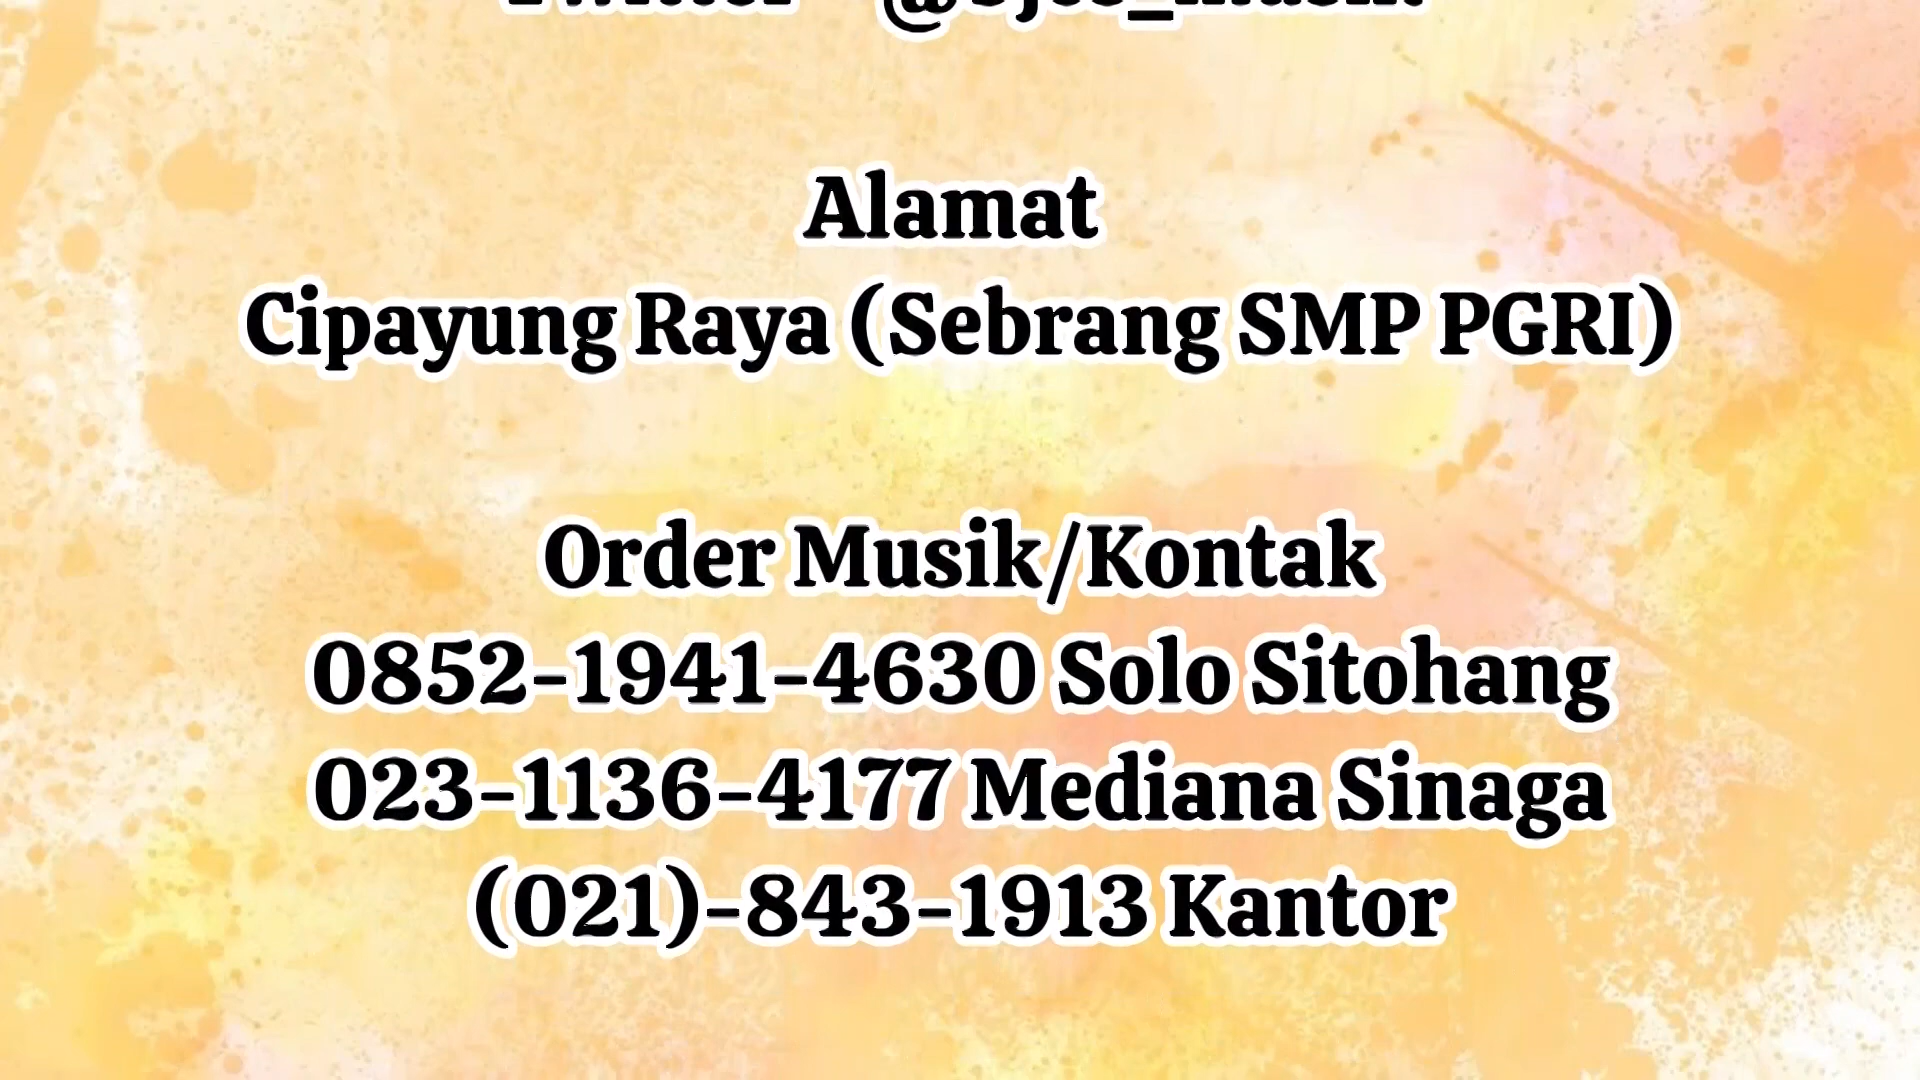 Alamat
Cipayung Raya (Sebrang SMP PGRI)
Order Musik/Kontak
0852-1941-4630 Solo Sitohang
023-1136-4177 Mediana Sinaga
(021)-843-1913 Kantor